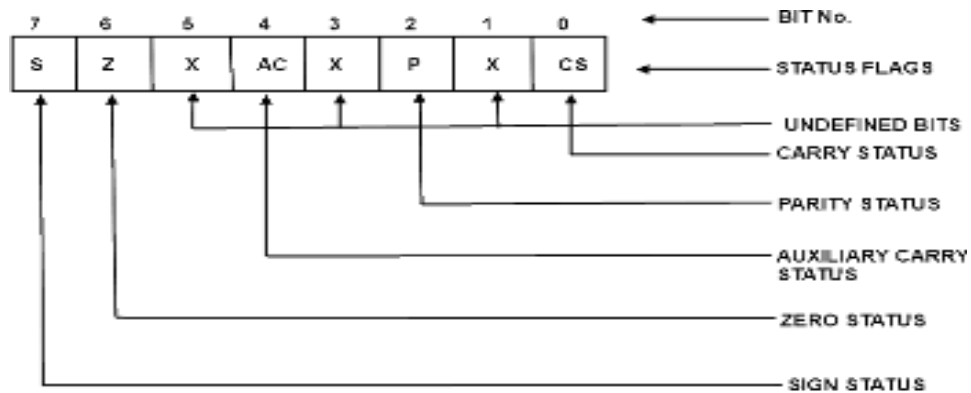 7 6 5 4 3 2 1 0 BIT No.
S Z X AC X P X CS STATUS FLAGS
UNDEFINED BITS
CARRY STATUS
PARITY STATUS
AUXILIARY CARRY
STATUS
ZERO STATUS
SIGN STATUS